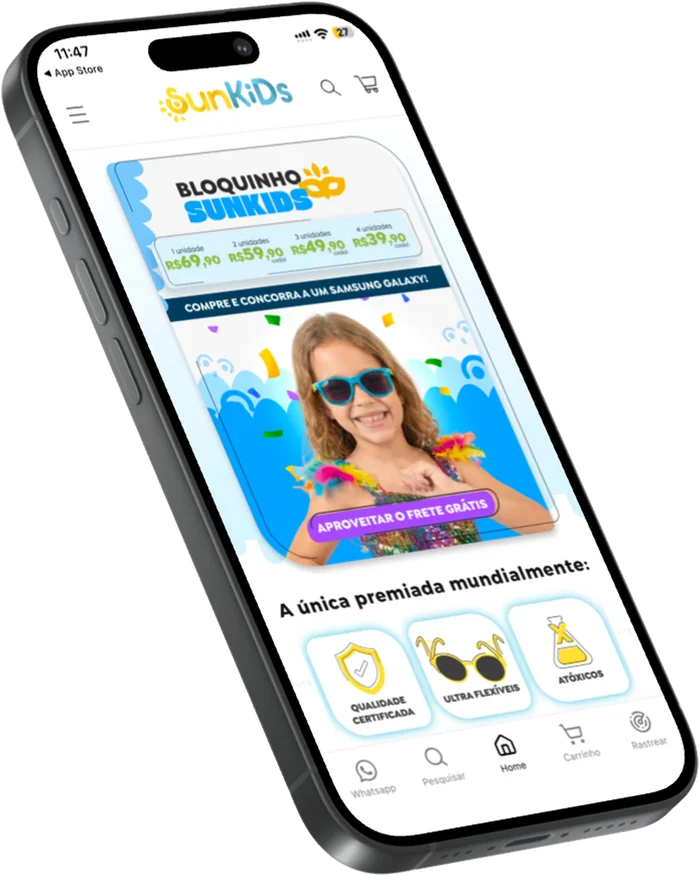 11:47
27
◀ App Store
SunKiDs
BLOQUINHO
SUNKIDS
1 unidade 2 unidades 3 unidades 4 unidades
R$69,90 R$59,90 R$49,90 R$39,90
cada cada cada
COMPRE E CONCORRA A UM SAMSUNG GALAXY!
APROVEITAR O FRETE GRÁTIS
A única premiada mundialmente:
QUALIDADE
CERTIFICADA
ULTRA FLEXÍVEIS
ATÓXICOS
Whatsapp Pesquisar Home Carrinho Rastrear